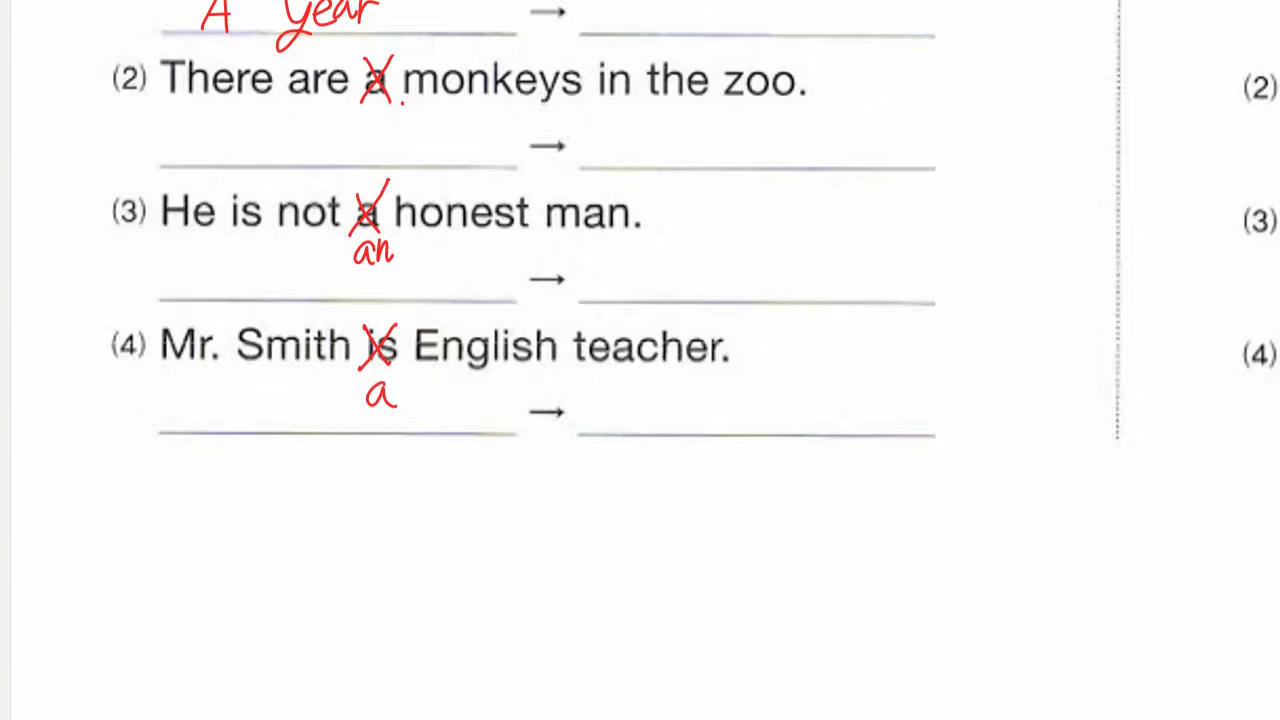 A year
→
(2) There are a monkeys in the zoo. (2)
→
(3) He is not a honest man. (3)
an
→
(4) Mr. Smith is English teacher. (4)
a
→